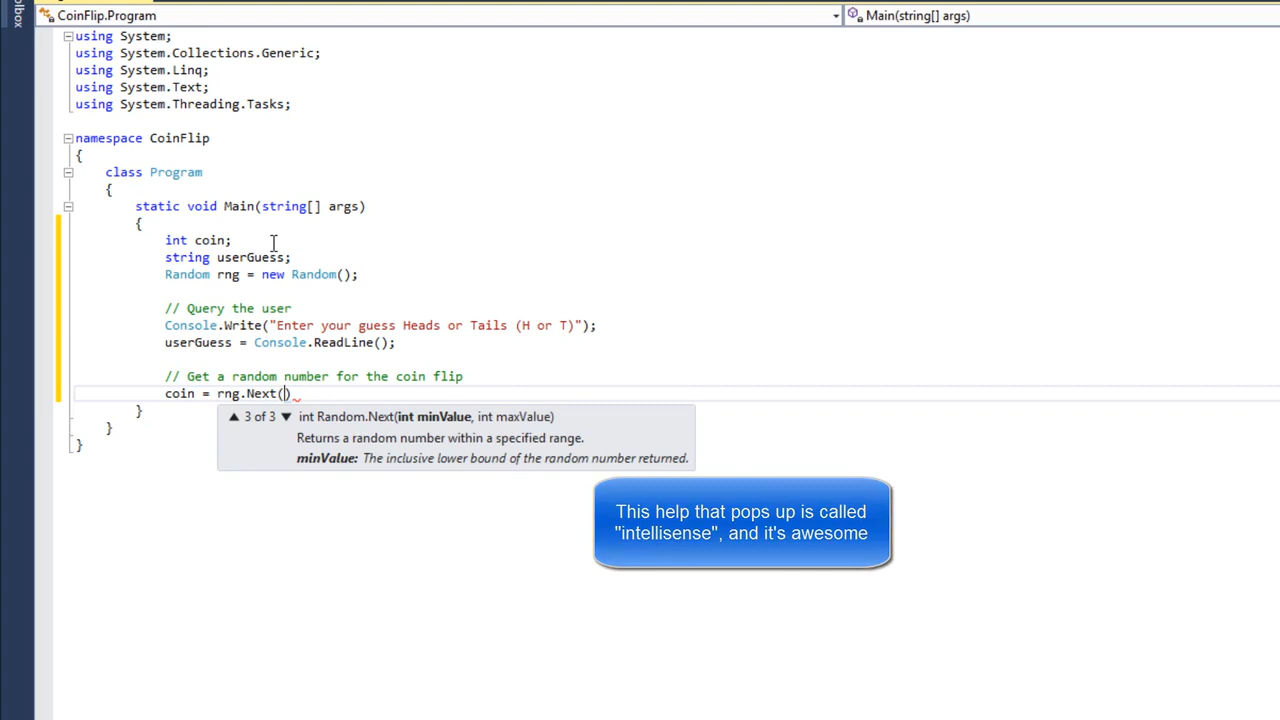 olbox
CoinFlip.Program
Main(string[] args)
using System;
using System.Collections.Generic;
using System.Linq;
using System.Text;
using System.Threading.Tasks;
namespace CoinFlip
{
class Program
{
static void Main(string[] args)
{
int coin;
string userGuess;
Random rng = new Random();
// Query the user
Console.Write("Enter your guess Heads or Tails (H or T)");
userGuess = Console.ReadLine();
// Get a random number for the coin flip
coin = rng.Next()
}
}
}
▲ 3 of 3 ▼ int Random.Next(int minValue, int maxValue)
Returns a random number within a specified range.
minValue: The inclusive lower bound of the random number returned.
This help that pops up is called
"intellisense", and it's awesome